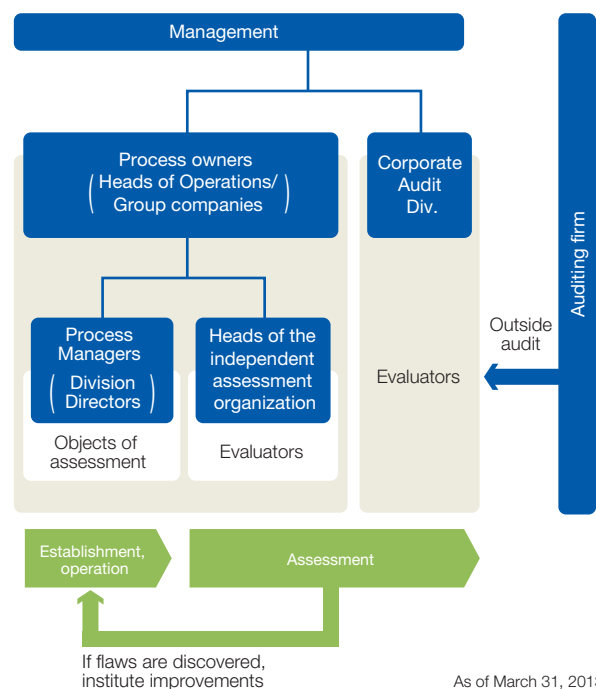 Management
Process owners
(Heads of Operations/
Group companies)
Corporate
Audit
Div.
Auditing firm
Process
Managers
(Division
Directors)
Heads of the
independent
assessment
organization
Outside
audit
Objects of
assessment
Evaluators
Evaluators
Establishment,
operation
Assessment
If flaws are discovered,
institute improvements
As of March 31, 2013